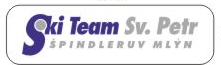 Ski Team Sv. Petr
ŠPINDLERUV MLÝN